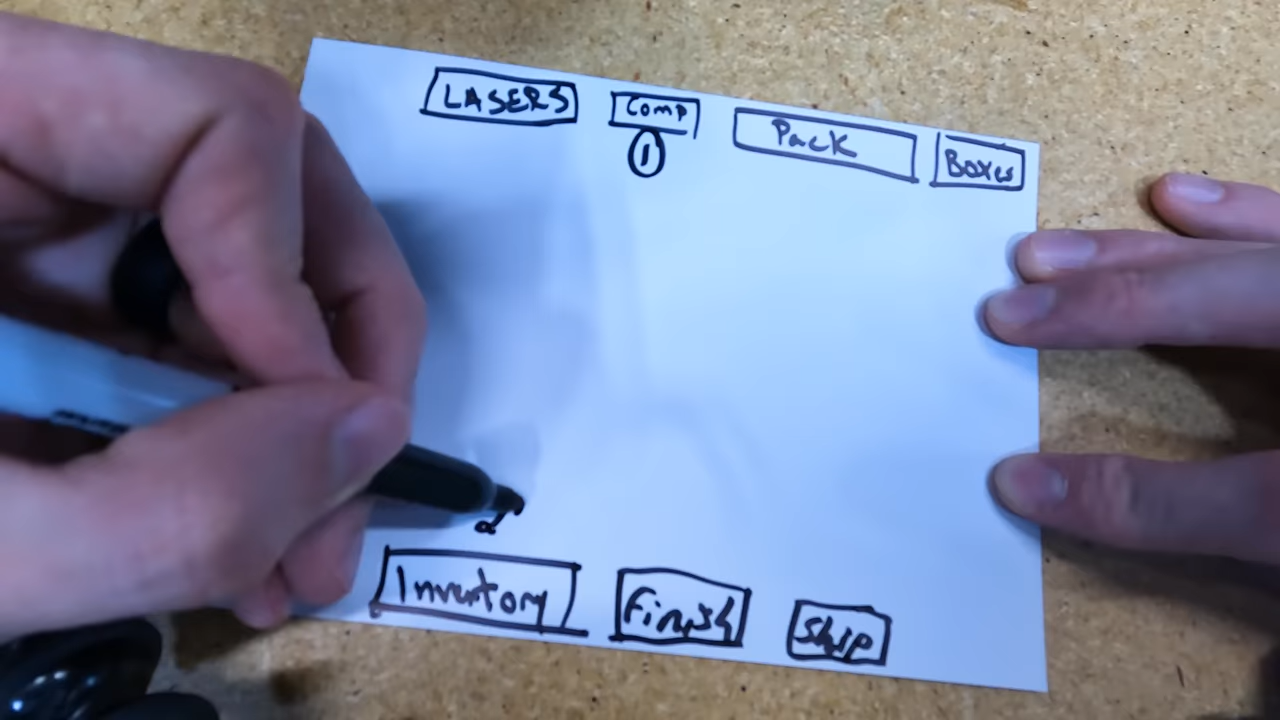 LASERS
Comp
1
Pack
Boxes
Inventory
Finish
Ship